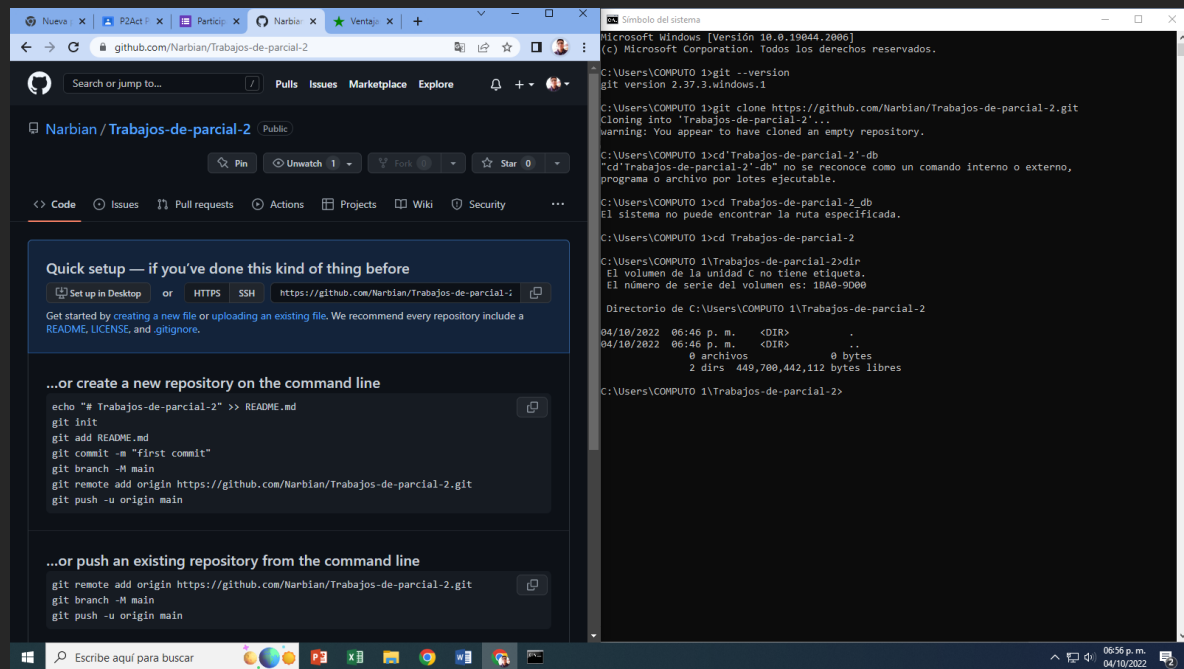 Nueva p
P2Act P
Particip
Narbian
Ventaja
github.com/Narbian/Trabajos-de-parcial-2
Search or jump to...
/
Pulls
Issues
Marketplace
Explore
Narbian / Trabajos-de-parcial-2
Public
Pin
Unwatch 1
Fork 0
Star 0
Code
Issues
Pull requests
Actions
Projects
Wiki
Security
Quick setup — if you've done this kind of thing before
Set up in Desktop
or
HTTPS
SSH
https://github.com/Narbian/Trabajos-de-parcial-2
Get started by creating a new file or uploading an existing file. We recommend every repository include a
README, LICENSE, and .gitignore.
...or create a new repository on the command line
echo "# Trabajos-de-parcial-2" >> README.md
git init
git add README.md
git commit -m "first commit"
git branch -M main
git remote add origin https://github.com/Narbian/Trabajos-de-parcial-2.git
git push -u origin main
...or push an existing repository from the command line
git remote add origin https://github.com/Narbian/Trabajos-de-parcial-2.git
git branch -M main
git push -u origin main
Símbolo del sistema
Microsoft Windows [Versión 10.0.19044.2006]
(c) Microsoft Corporation. Todos los derechos reservados.
C:\Users\COMPUTO 1>git --version
git version 2.37.3.windows.1
C:\Users\COMPUTO 1>git clone https://github.com/Narbian/Trabajos-de-parcial-2.git
Cloning into 'Trabajos-de-parcial-2'...
warning: You appear to have cloned an empty repository.
C:\Users\COMPUTO 1>cd'Trabajos-de-parcial-2'-db
"cd'Trabajos-de-parcial-2'-db" no se reconoce como un comando interno o externo,
programa o archivo por lotes ejecutable.
C:\Users\COMPUTO 1>cd Trabajos-de-parcial-2_db
El sistema no puede encontrar la ruta especificada.
C:\Users\COMPUTO 1>cd Trabajos-de-parcial-2
C:\Users\COMPUTO 1\Trabajos-de-parcial-2>dir
El volumen de la unidad C no tiene etiqueta.
El número de serie del volumen es: 1BA0-9D00
Directorio de C:\Users\COMPUTO 1\Trabajos-de-parcial-2
04/10/2022 06:46 p. m. <DIR> .
04/10/2022 06:46 p. m. <DIR> ..
0 archivos 0 bytes
2 dirs 449,700,442,112 bytes libres
C:\Users\COMPUTO 1\Trabajos-de-parcial-2>
Escribe aquí para buscar
06:56 p. m.
04/10/2022
2